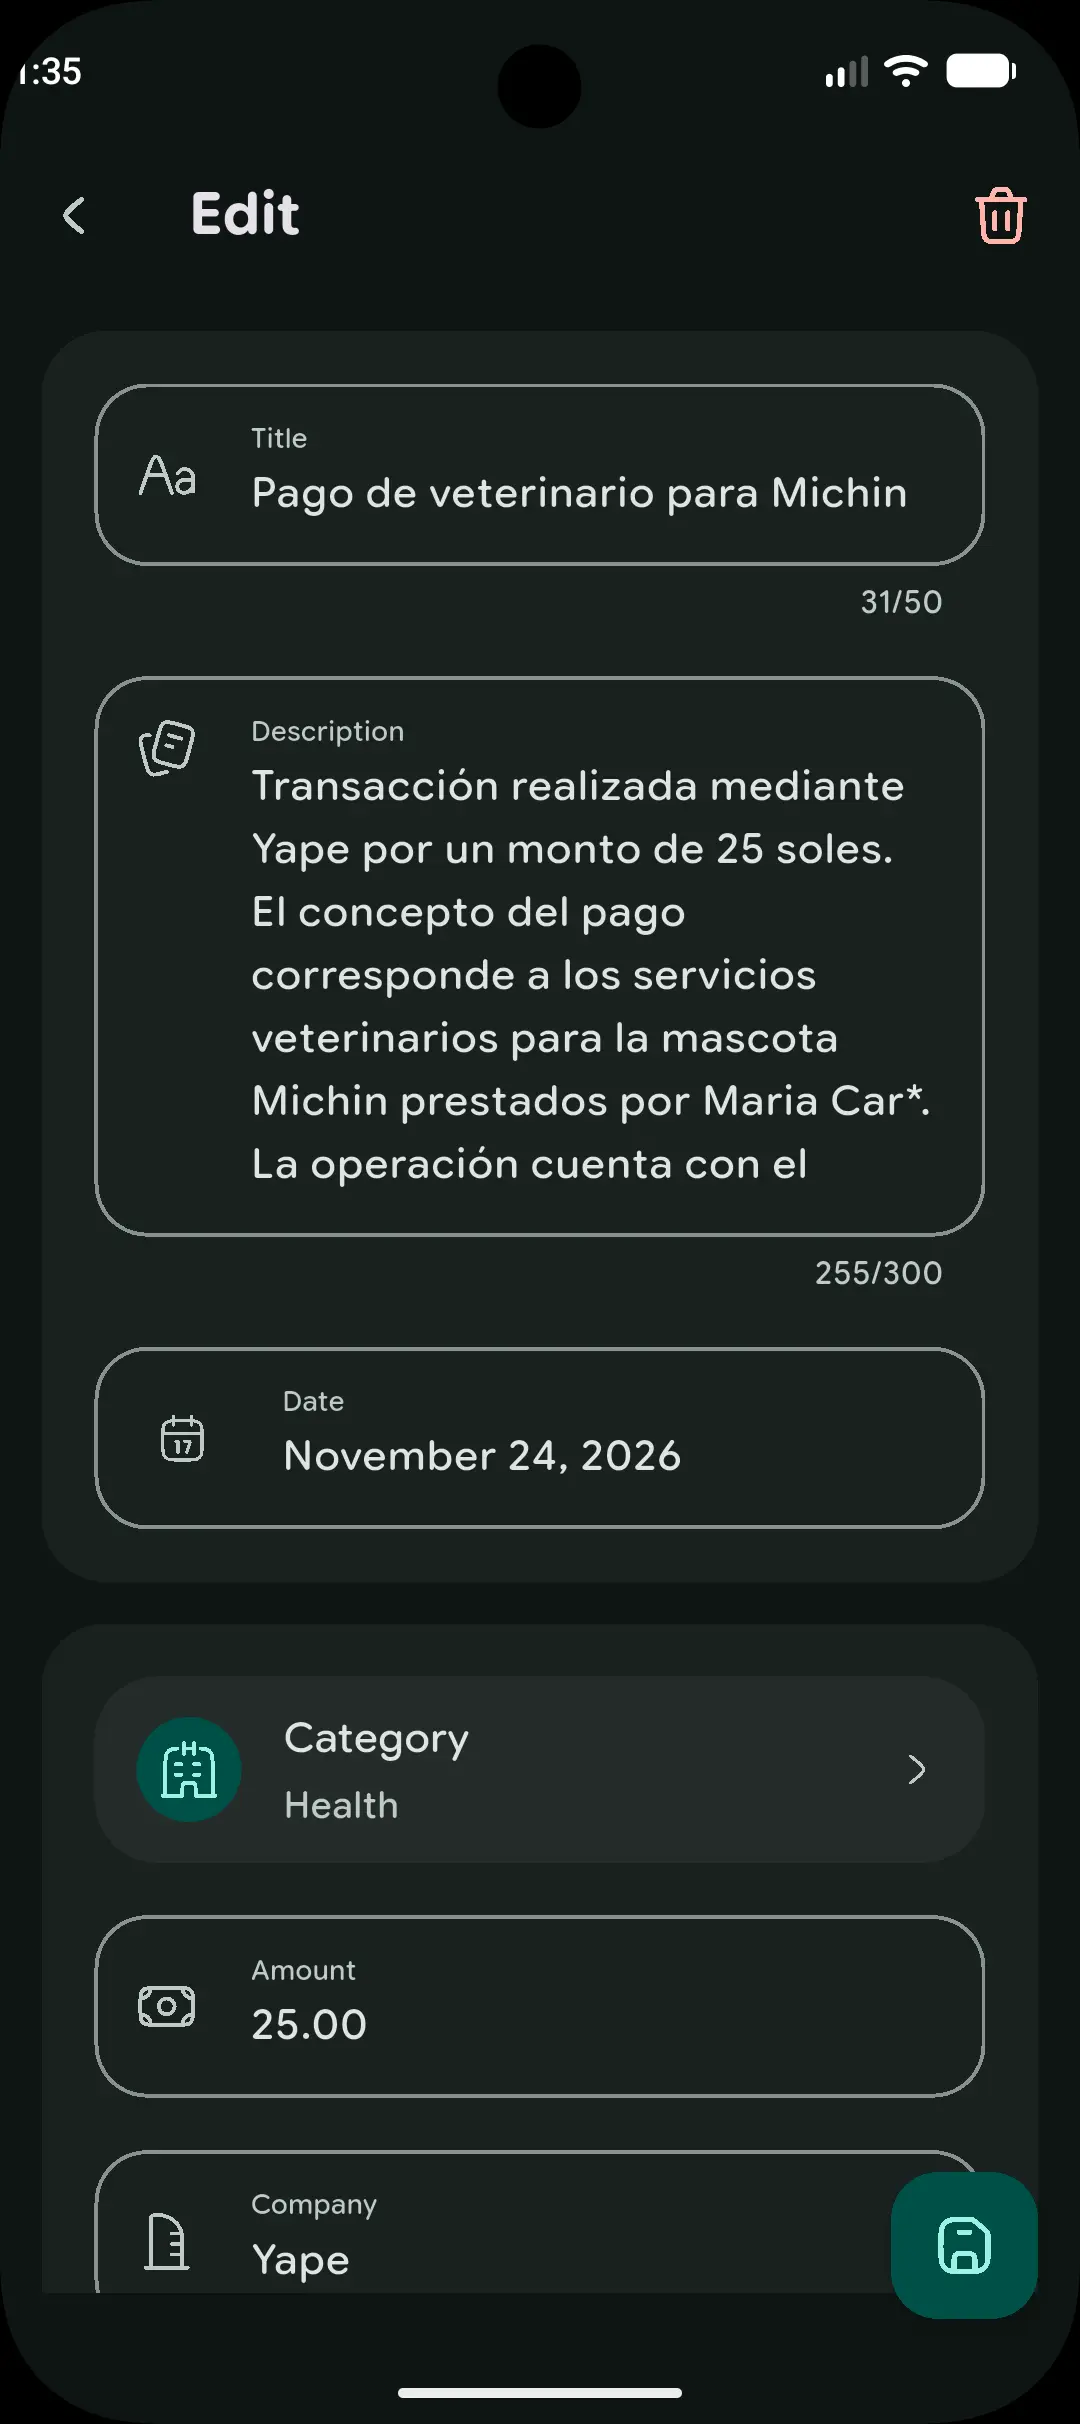 1:35
Edit
Title
Aa
Pago de veterinario para Michin
31/50
Description
Transacción realizada mediante
Yape por un monto de 25 soles.
El concepto del pago
corresponde a los servicios
veterinarios para la mascota
Michin prestados por Maria Car*.
La operación cuenta con el
255/300
Date
17
November 24, 2026
Category
Health
Amount
25.00
Company
Yape